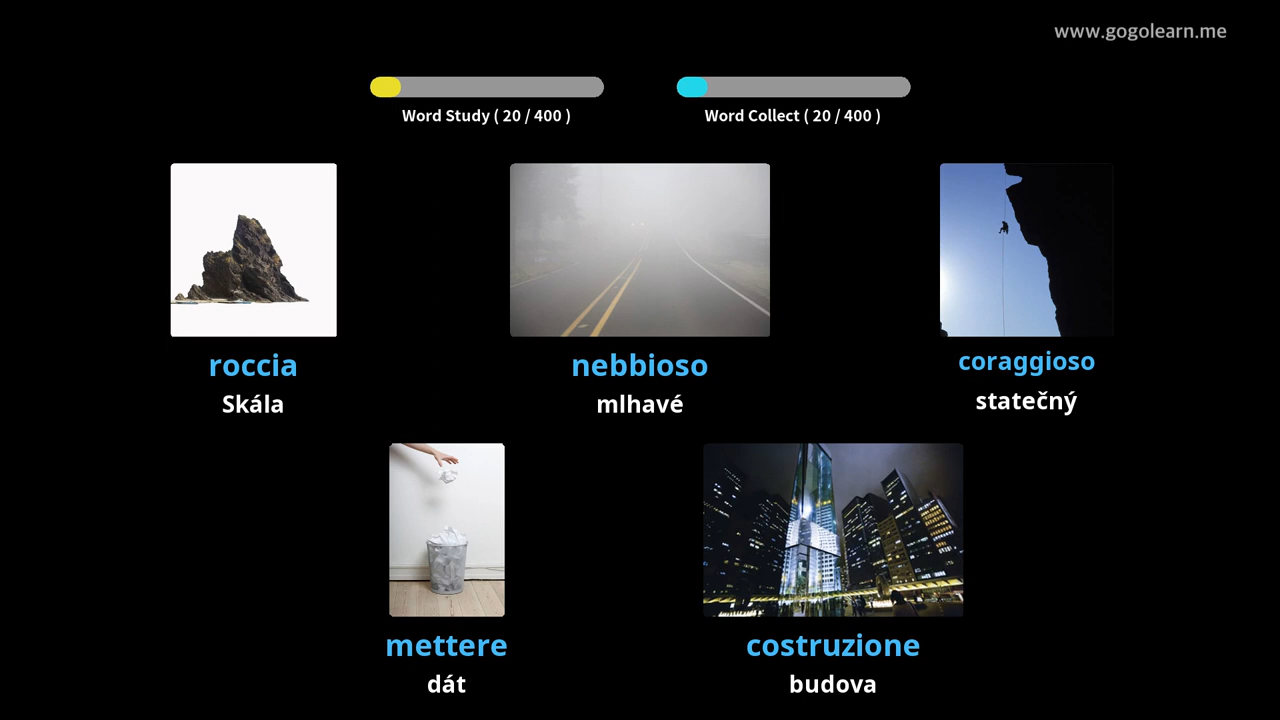 www.gogolearn.me
Word Study ( 20 / 400 )
Word Collect ( 20 / 400 )
roccia
Skála
nebbioso
mlhavé
coraggioso
statečný
mettere
dát
costruzione
budova